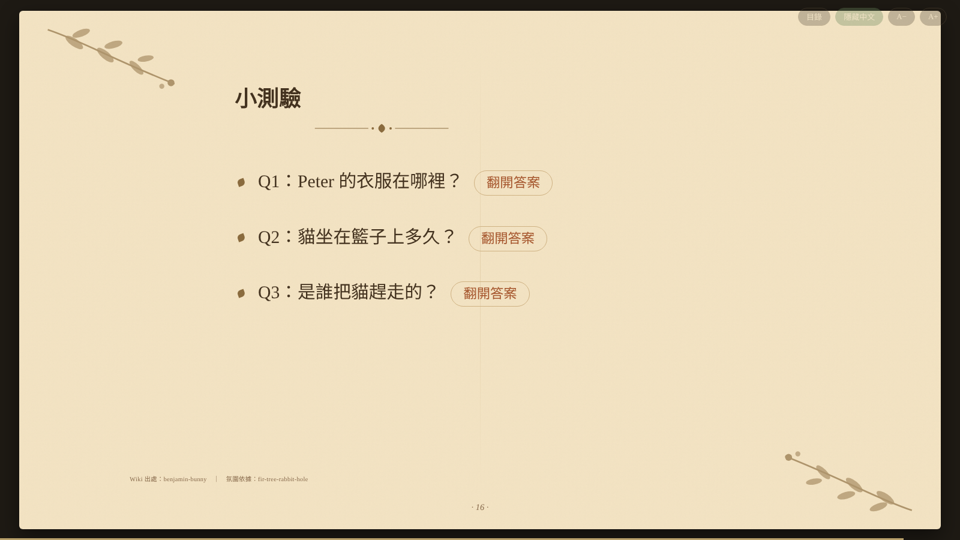 目錄 隱藏中文 A− A+
小測驗
Q1：Peter 的衣服在哪裡？ 翻開答案
Q2：貓坐在籃子上多久？ 翻開答案
Q3：是誰把貓趕走的？ 翻開答案
Wiki 出處：benjamin-bunny ｜ 氛圍依據：fir-tree-rabbit-hole
· 16 ·